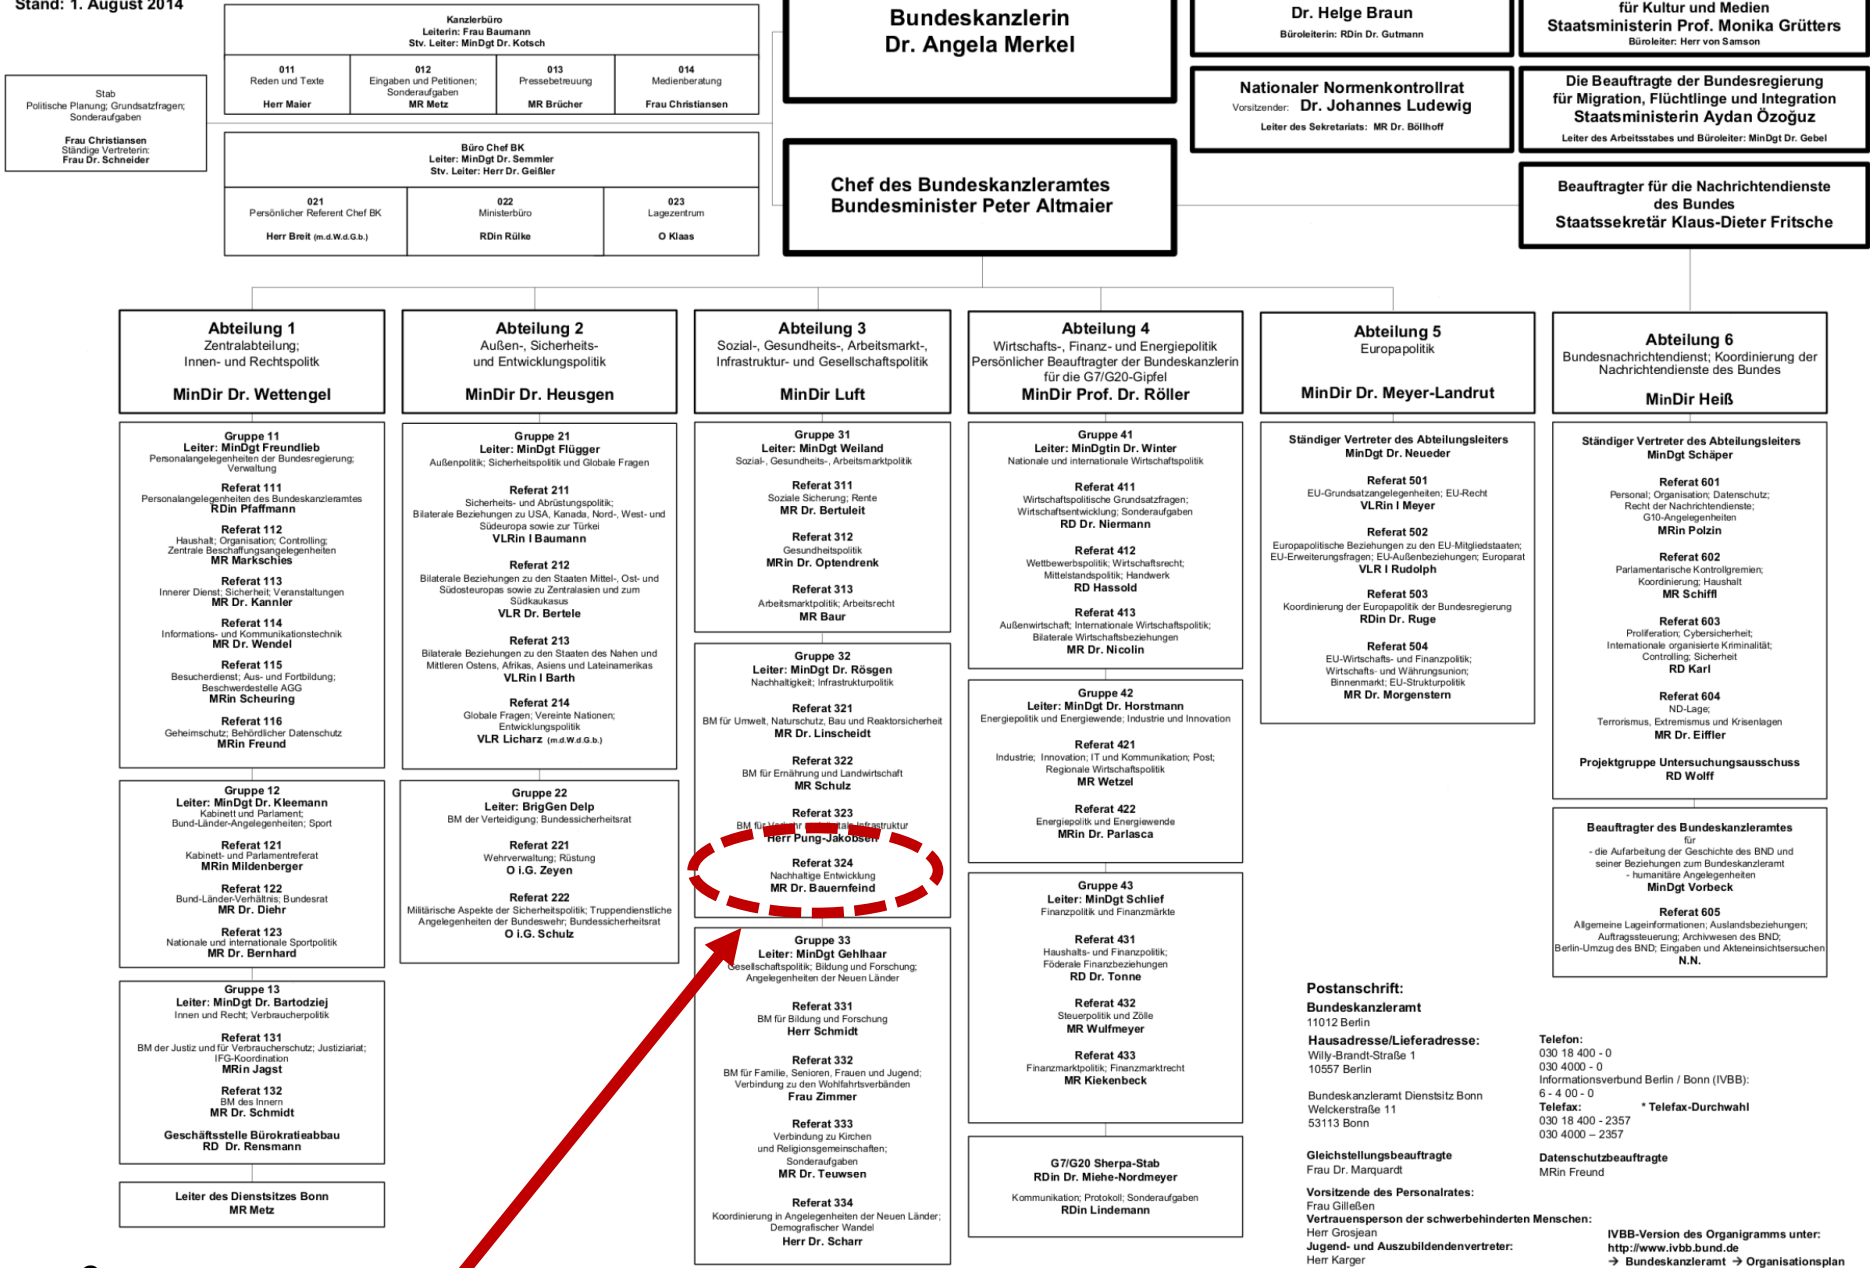 Stand: 1. August 2014
Kanzlerbüro
Leiterin: Frau Baumann
Stv. Leiter: MinDgt Dr. Kotsch
011
Reden und Texte
Herr Maier
012
Eingaben und Petitionen;
Sonderaufgaben
MR Metz
013
Pressebetreuung
MR Brücher
014
Medienberatung
Frau Christiansen
Stab
Politische Planung; Grundsatzfragen;
Sonderaufgaben
Frau Christiansen
Ständige Vertreterin:
Frau Dr. Schneider
Büro Chef BK
Leiter: MinDgt Dr. Semmler
Stv. Leiter: Herr Dr. Geißler
021
Persönlicher Referent Chef BK
Herr Breit (m.d.W.d.G.b.)
022
Ministerbüro
RDin Rülke
023
Lagezentrum
O Klaas
Bundeskanzlerin
Dr. Angela Merkel
Chef des Bundeskanzleramtes
Bundesminister Peter Altmaier
Dr. Helge Braun
Büroleiterin: RDin Dr. Gutmann
für Kultur und Medien
Staatsministerin Prof. Monika Grütters
Büroleiter: Herr von Samson
Nationaler Normenkontrollrat
Vorsitzender: Dr. Johannes Ludewig
Leiter des Sekretariats: MR Dr. Böllhoff
Die Beauftragte der Bundesregierung
für Migration, Flüchtlinge und Integration
Staatsministerin Aydan Özoğuz
Leiter des Arbeitsstabes und Büroleiter: MinDgt Dr. Gebel
Beauftragter für die Nachrichtendienste
des Bundes
Staatssekretär Klaus-Dieter Fritsche
Abteilung 1
Zentralabteilung;
Innen- und Rechtspolitk
MinDir Dr. Wettengel
Gruppe 11
Leiter: MinDgt Freundlieb
Personalangelegenheiten der Bundesregierung;
Verwaltung
Referat 111
Personalangelegenheiten des Bundeskanzleramtes
RDin Pfaffmann
Referat 112
Haushalt; Organisation; Controlling;
Zentrale Beschaffungsangelegenheiten
MR Markschies
Referat 113
Innerer Dienst; Sicherheit; Veranstaltungen
MR Dr. Kannler
Referat 114
Informations- und Kommunikationstechnik
MR Dr. Wendel
Referat 115
Besucherdienst; Aus- und Fortbildung;
Beschwerdestelle AGG
MRin Scheuring
Referat 116
Geheimschutz; Behördlicher Datenschutz
MRin Freund
Gruppe 12
Leiter: MinDgt Dr. Kleemann
Kabinett und Parlament;
Bund-Länder-Angelegenheiten; Sport
Referat 121
Kabinett- und Parlamentreferat
MRin Mildenberger
Referat 122
Bund-Länder-Verhältnis; Bundesrat
MR Dr. Diehr
Referat 123
Nationale und internationale Sportpolitik
MR Dr. Bernhard
Gruppe 13
Leiter: MinDgt Dr. Bartodziej
Innen und Recht; Verbraucherpolitik
Referat 131
BM der Justiz und für Verbraucherschutz; Justiziariat;
IFG-Koordination
MRin Jagst
Referat 132
BM des Innern
MR Dr. Schmidt
Geschäftsstelle Bürokratieabbau
RD Dr. Rensmann
Leiter des Dienstsitzes Bonn
MR Metz
Abteilung 2
Außen-, Sicherheits-
und Entwicklungspolitik
MinDir Dr. Heusgen
Gruppe 21
Leiter: MinDgt Flügger
Außenpolitik; Sicherheitspolitik und Globale Fragen
Referat 211
Sicherheits- und Abrüstungspolitik;
Bilaterale Beziehungen zu USA, Kanada, Nord-, West- und
Südeuropa sowie zur Türkei
VLRin I Baumann
Referat 212
Bilaterale Beziehungen zu den Staaten Mittel-, Ost- und
Südosteuropas sowie zu Zentralasien und zum
Südkaukasus
VLR Dr. Bertele
Referat 213
Bilaterale Beziehungen zu den Staaten des Nahen und
Mittleren Ostens, Afrikas, Asiens und Lateinamerikas
VLRin I Barth
Referat 214
Globale Fragen; Vereinte Nationen;
Entwicklungspolitik
VLR Licharz (m.d.W.d.G.b.)
Gruppe 22
Leiter: BrigGen Delp
BM der Verteidigung; Bundessicherheitsrat
Referat 221
Wehrverwaltung; Rüstung
O i.G. Zeyen
Referat 222
Militärische Aspekte der Sicherheitspolitik; Truppendienstliche
Angelegenheiten der Bundeswehr; Bundessicherheitsrat
O i.G. Schulz
Abteilung 3
Sozial-, Gesundheits-, Arbeitsmarkt-,
Infrastruktur- und Gesellschaftspolitik
MinDir Luft
Gruppe 31
Leiter: MinDgt Weiland
Sozial-, Gesundheits-, Arbeitsmarktpolitik
Referat 311
Soziale Sicherung; Rente
MR Dr. Bertuleit
Referat 312
Gesundheitspolitik
MRin Dr. Optendrenk
Referat 313
Arbeitsmarktpolitik; Arbeitsrecht
MR Baur
Gruppe 32
Leiter: MinDgt Dr. Rösgen
Nachhaltigkeit; Infrastrukturpolitik
Referat 321
BM für Umwelt, Naturschutz, Bau und Reaktorsicherheit
MR Dr. Linscheidt
Referat 322
BM für Ernährung und Landwirtschaft
MR Schulz
Referat 323
BM für Verkehr Infrastruktur
Herr Pung-Jakobsen
Referat 324
Nachhaltige Entwicklung
MR Dr. Bauernfeind
Gruppe 33
Leiter: MinDgt Gehlhaar
Gesellschaftspolitik; Bildung und Forschung;
Angelegenheiten der Neuen Länder
Referat 331
BM für Bildung und Forschung
Herr Schmidt
Referat 332
BM für Familie, Senioren, Frauen und Jugend;
Verbindung zu den Wohlfahrtsverbänden
Frau Zimmer
Referat 333
Verbindung zu Kirchen
und Religionsgemeinschaften;
Sonderaufgaben
MR Dr. Teuwsen
Referat 334
Koordinierung in Angelegenheiten der Neuen Länder;
Demografischer Wandel
Herr Dr. Scharr
Abteilung 4
Wirtschafts-, Finanz- und Energiepolitik
Persönlicher Beauftragter der Bundeskanzlerin
für die G7/G20-Gipfel
MinDir Prof. Dr. Röller
Gruppe 41
Leiter: MinDgtin Dr. Winter
Nationale und internationale Wirtschaftspolitik
Referat 411
Wirtschaftspolitische Grundsatzfragen;
Wirtschaftsentwicklung; Sonderaufgaben
RD Dr. Niermann
Referat 412
Wettbewerbspolitik; Wirtschaftsrecht;
Mittelstandspolitik; Handwerk
RD Hassold
Referat 413
Außenwirtschaft; Internationale Wirtschaftspolitik;
Bilaterale Wirtschaftsbeziehungen
MR Dr. Nicolin
Gruppe 42
Leiter: MinDgt Dr. Horstmann
Energiepolitik und Energiewende; Industrie und Innovation
Referat 421
Industrie; Innovation; IT und Kommunikation; Post;
Regionale Wirtschaftspolitik
MR Wetzel
Referat 422
Energiepolitik und Energiewende
MRin Dr. Parlasca
Gruppe 43
Leiter: MinDgt Schlief
Finanzpolitik und Finanzmärkte
Referat 431
Haushalts- und Finanzpolitik;
Föderale Finanzbeziehungen
RD Dr. Tonne
Referat 432
Steuerpolitik und Zölle
MR Wulfmeyer
Referat 433
Finanzmarktpolitik; Finanzmarktrecht
MR Kiekenbeck
G7/G20 Sherpa-Stab
RDin Dr. Miehe-Nordmeyer
Kommunikation; Protokoll; Sonderaufgaben
RDin Lindemann
Abteilung 5
Europapolitik
MinDir Dr. Meyer-Landrut
Ständiger Vertreter des Abteilungsleiters
MinDgt Dr. Neueder
Referat 501
EU-Grundsatzangelegenheiten; EU-Recht
VLRin I Meyer
Referat 502
Europapolitische Beziehungen zu den EU-Mitgliedstaaten;
EU-Erweiterungsfragen; EU-Außenbeziehungen; Europarat
VLR I Rudolph
Referat 503
Koordinierung der Europapolitik der Bundesregierung
RDin Dr. Ruge
Referat 504
EU-Wirtschafts- und Finanzpolitik;
Wirtschafts- und Währungsunion;
Binnenmarkt; EU-Strukturpolitik
MR Dr. Morgenstern
Abteilung 6
Bundesnachrichtendienst; Koordinierung der
Nachrichtendienste des Bundes
MinDir Heiß
Ständiger Vertreter des Abteilungsleiters
MinDgt Schäper
Referat 601
Personal; Organisation; Datenschutz;
Recht der Nachrichtendienste;
G10-Angelegenheiten
MRin Polzin
Referat 602
Parlamentarische Kontrollgremien;
Koordinierung; Haushalt
MR Schiffl
Referat 603
Proliferation; Cybersicherheit;
Internationale organisierte Kriminalität;
Controlling; Sicherheit
RD Karl
Referat 604
ND-Lage;
Terrorismus, Extremismus und Krisenlagen
MR Dr. Eiffler
Projektgruppe Untersuchungsausschuss
RD Wolff
Beauftragter des Bundeskanzleramtes
für
- die Aufarbeitung der Geschichte des BND und
seiner Beziehungen zum Bundeskanzleramt
- humanitäre Angelegenheiten
MinDgt Vorbeck
Referat 605
Allgemeine Lageinformationen; Auslandsbeziehungen;
Auftragssteuerung; Archivwesen des BND;
Berlin-Umzug des BND; Eingaben und Akteneinsichtsersuchen
N.N.
Postanschrift:
Bundeskanzleramt
11012 Berlin
Hausadresse/Lieferadresse:
Willy-Brandt-Straße 1
10557 Berlin
Bundeskanzleramt Dienstsitz Bonn
Welckerstraße 11
53113 Bonn
Telefon:
030 18 400 - 0
030 4000 - 0
Informationsverbund Berlin / Bonn (IVBB):
6 - 4 00 - 0
Telefax: * Telefax-Durchwahl
030 18 400 - 2357
030 4000 – 2357
Gleichstellungsbeauftragte
Frau Dr. Marquardt
Datenschutzbeauftragte
MRin Freund
Vorsitzende des Personalrates:
Frau Gilleßen
Vertrauensperson der schwerbehinderten Menschen:
Herr Grosjean
Jugend- und Auszubildendenvertreter:
Herr Karger
IVBB-Version des Organigramms unter:
http://www.ivbb.bund.de
→ Bundeskanzleramt → Organisationsplan